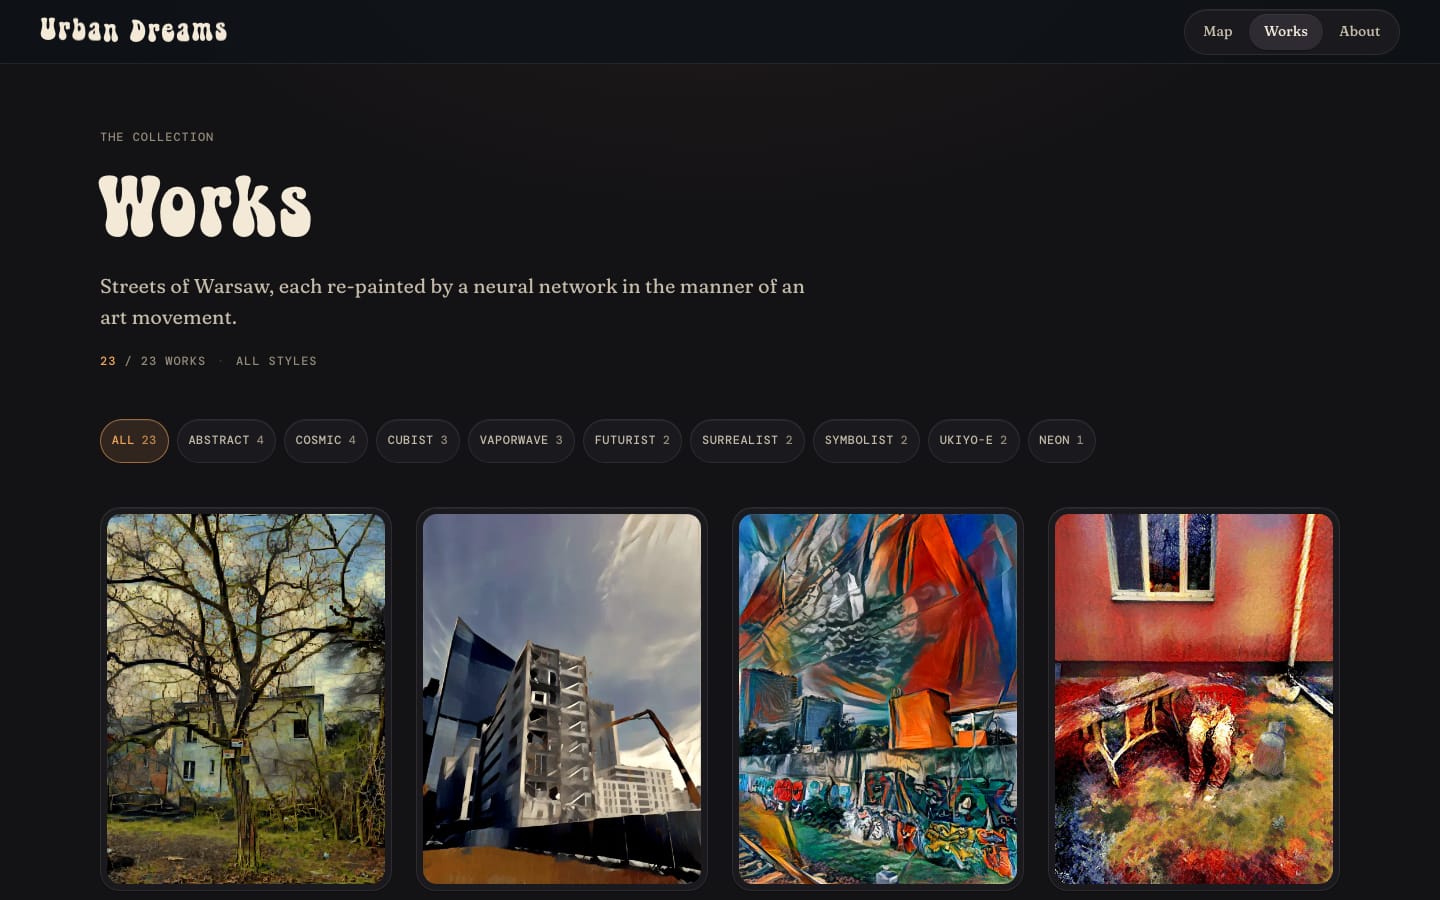 Urban Dreams
Map
Works
About
THE COLLECTION
Works
Streets of Warsaw, each re-painted by a neural network in the manner of an
art movement.
23 / 23 WORKS · ALL STYLES
ALL 23
ABSTRACT 4
COSMIC 4
CUBIST 3
VAPORWAVE 3
FUTURIST 2
SURREALIST 2
SYMBOLIST 2
UKIYO-E 2
NEON 1